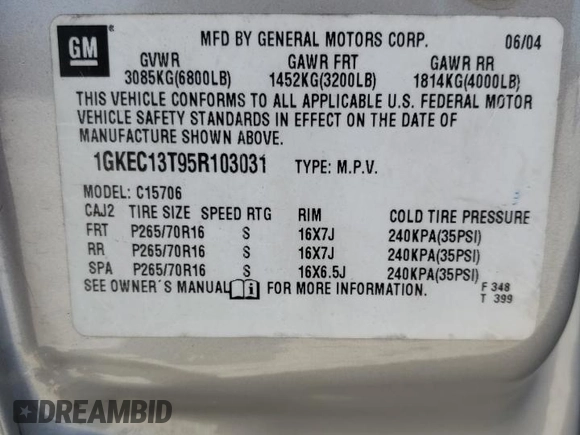 GM
MFD BY GENERAL MOTORS CORP. 06/04
GVWR GAWR FRT GAWR RR
3085KG(6800LB) 1452KG(3200LB) 1814KG(4000LB)
THIS VEHICLE CONFORMS TO ALL APPLICABLE U.S. FEDERAL MOTOR
VEHICLE SAFETY STANDARDS IN EFFECT ON THE DATE OF
MANUFACTURE SHOWN ABOVE.
1GKEC13T95R103031 TYPE: M.P.V.
MODEL: C15706
CAJ2 TIRE SIZE SPEED RTG RIM COLD TIRE PRESSURE
FRT P265/70R16 S 16X7J 240KPA(35PSI)
RR P265/70R16 S 16X7J 240KPA(35PSI)
SPA P265/70R16 S 16X6.5J 240KPA(35PSI)
SEE OWNER'S MANUAL FOR MORE INFORMATION.
F 348
T 399
DREAMBID